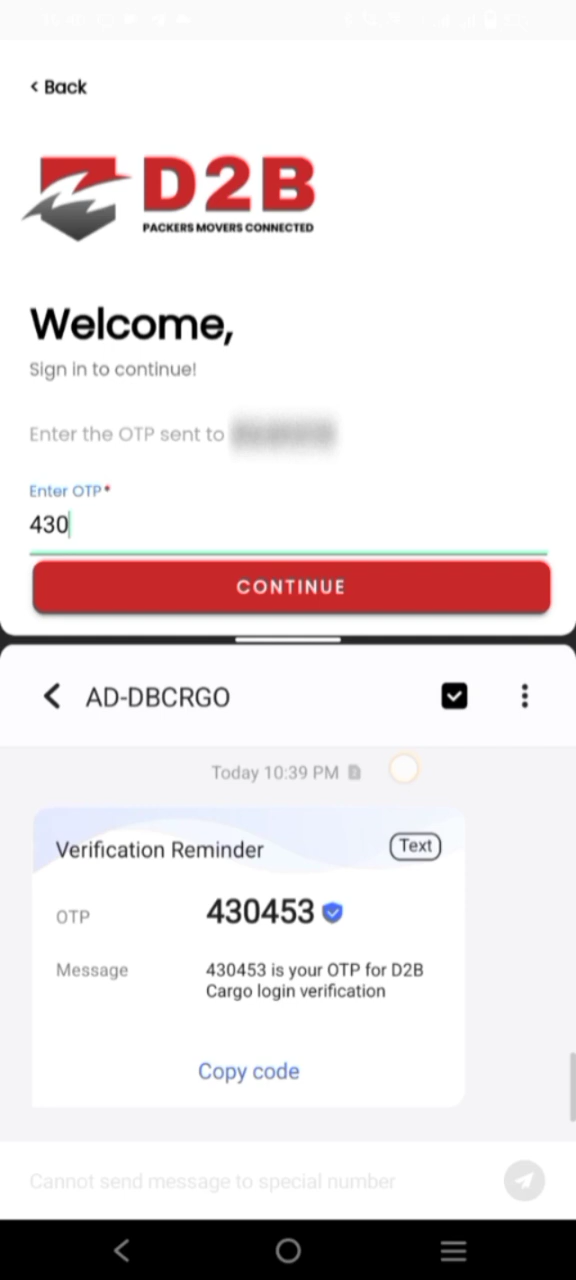 < Back
D2B
PACKERS MOVERS CONNECTED
Welcome,
Sign in to continue!
Enter the OTP sent to
Enter OTP*
430
CONTINUE
AD-DBCRGO
Today 10:39 PM
Verification Reminder
Text
OTP
430453
Message
430453 is your OTP for D2B
Cargo login verification
Copy code
Cannot send message to special number